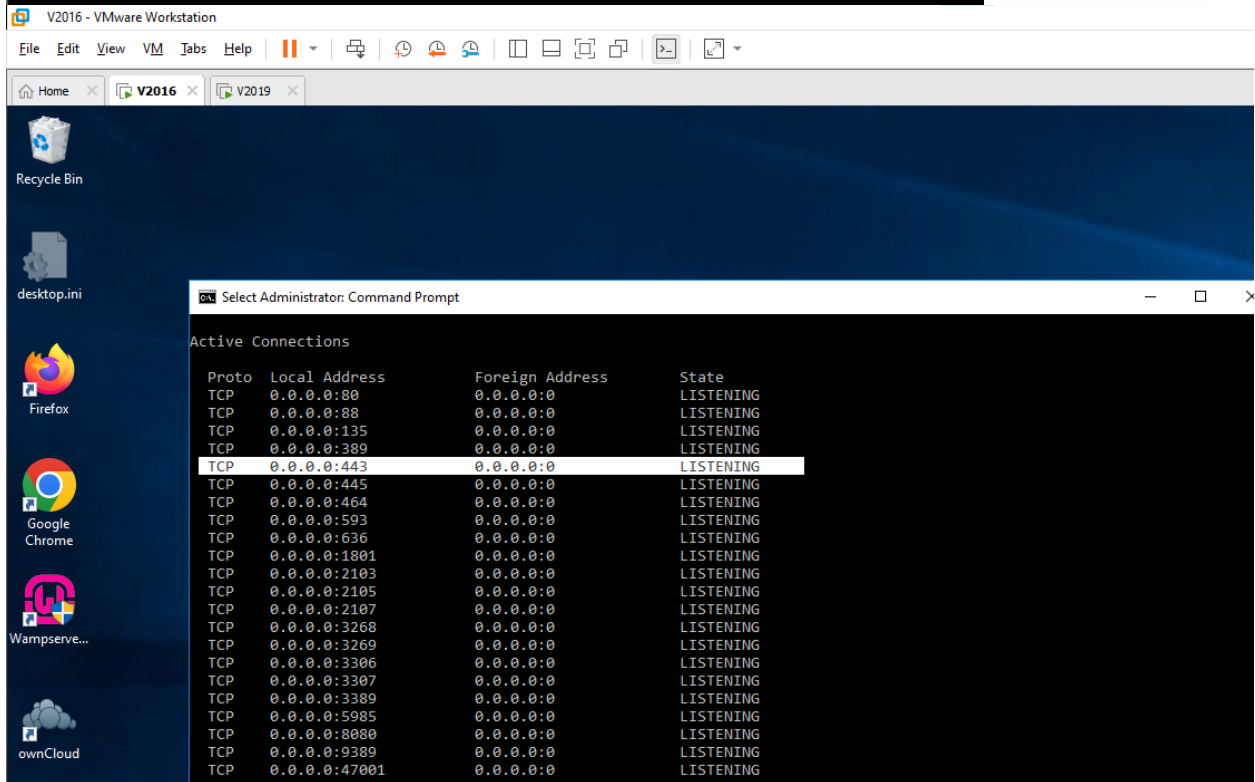 V2016 - VMware Workstation
File Edit View VM Tabs Help
Home V2016 V2019
Recycle Bin
desktop.ini
Firefox
Google
Chrome
Wampserve...
ownCloud
Select Administrator: Command Prompt
Active Connections
Proto Local Address Foreign Address State
TCP 0.0.0.0:80 0.0.0.0:0 LISTENING
TCP 0.0.0.0:88 0.0.0.0:0 LISTENING
TCP 0.0.0.0:135 0.0.0.0:0 LISTENING
TCP 0.0.0.0:389 0.0.0.0:0 LISTENING
TCP 0.0.0.0:443 0.0.0.0:0 LISTENING
TCP 0.0.0.0:445 0.0.0.0:0 LISTENING
TCP 0.0.0.0:464 0.0.0.0:0 LISTENING
TCP 0.0.0.0:593 0.0.0.0:0 LISTENING
TCP 0.0.0.0:636 0.0.0.0:0 LISTENING
TCP 0.0.0.0:1801 0.0.0.0:0 LISTENING
TCP 0.0.0.0:2103 0.0.0.0:0 LISTENING
TCP 0.0.0.0:2105 0.0.0.0:0 LISTENING
TCP 0.0.0.0:2107 0.0.0.0:0 LISTENING
TCP 0.0.0.0:3268 0.0.0.0:0 LISTENING
TCP 0.0.0.0:3269 0.0.0.0:0 LISTENING
TCP 0.0.0.0:3306 0.0.0.0:0 LISTENING
TCP 0.0.0.0:3307 0.0.0.0:0 LISTENING
TCP 0.0.0.0:3389 0.0.0.0:0 LISTENING
TCP 0.0.0.0:5985 0.0.0.0:0 LISTENING
TCP 0.0.0.0:8080 0.0.0.0:0 LISTENING
TCP 0.0.0.0:9389 0.0.0.0:0 LISTENING
TCP 0.0.0.0:47001 0.0.0.0:0 LISTENING